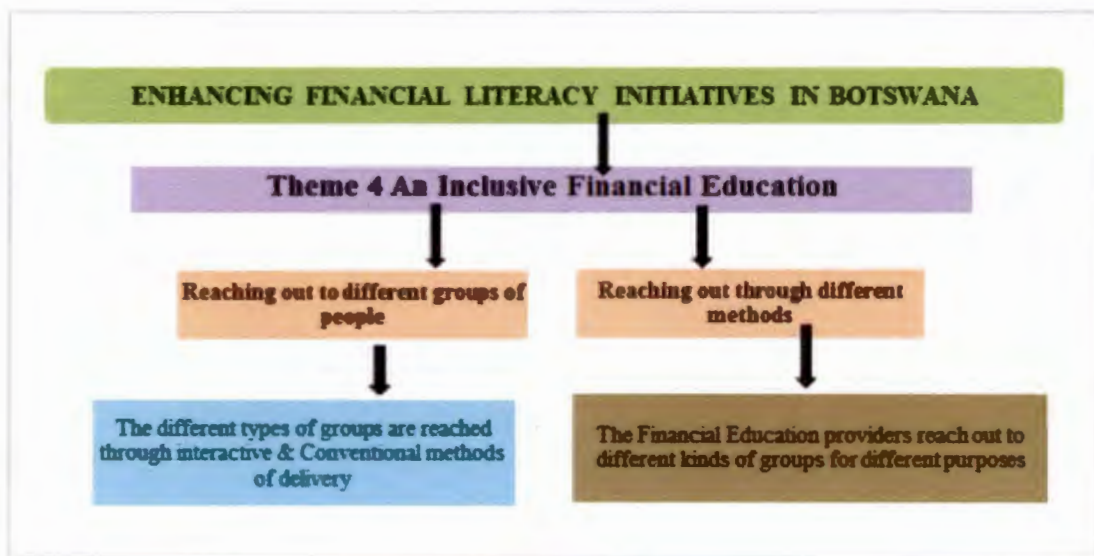 ENHANCING FINANCIAL LITERACY INITIATIVES IN BOTSWANA
Theme 4 An Inclusive Financial Education
Reaching out to different groups of
people
Reaching out through different
methods
The different types of groups are reached
through interactive & Conventional methods
of delivery
The Financial Education providers reach out to
different kinds of groups for different purposes